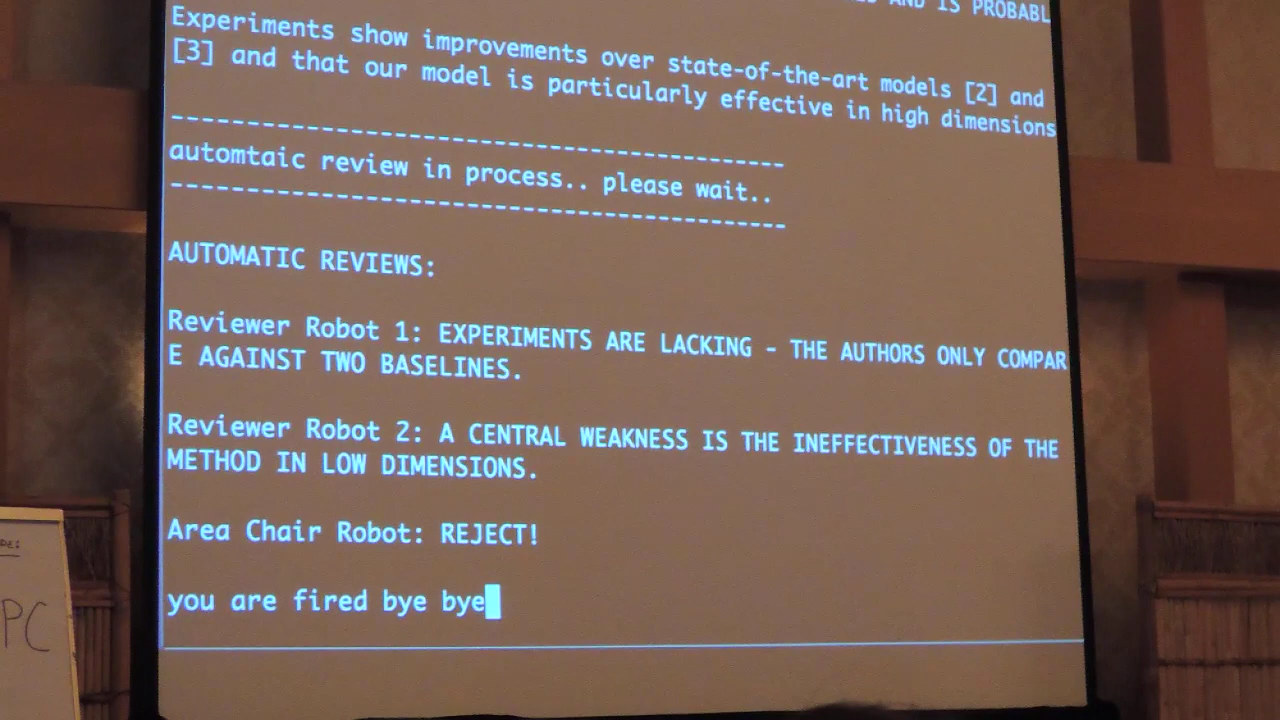 AND IS PROBABL
Experiments show improvements over state-of-the-art models [2] and
[3] and that our model is particularly effective in high dimensions
----------------------------------------
automtaic review in process.. please wait..
----------------------------------------
AUTOMATIC REVIEWS:
Reviewer Robot 1: EXPERIMENTS ARE LACKING - THE AUTHORS ONLY COMPAR
E AGAINST TWO BASELINES.
Reviewer Robot 2: A CENTRAL WEAKNESS IS THE INEFFECTIVENESS OF THE
METHOD IN LOW DIMENSIONS.
Area Chair Robot: REJECT!
you are fired bye bye
PC